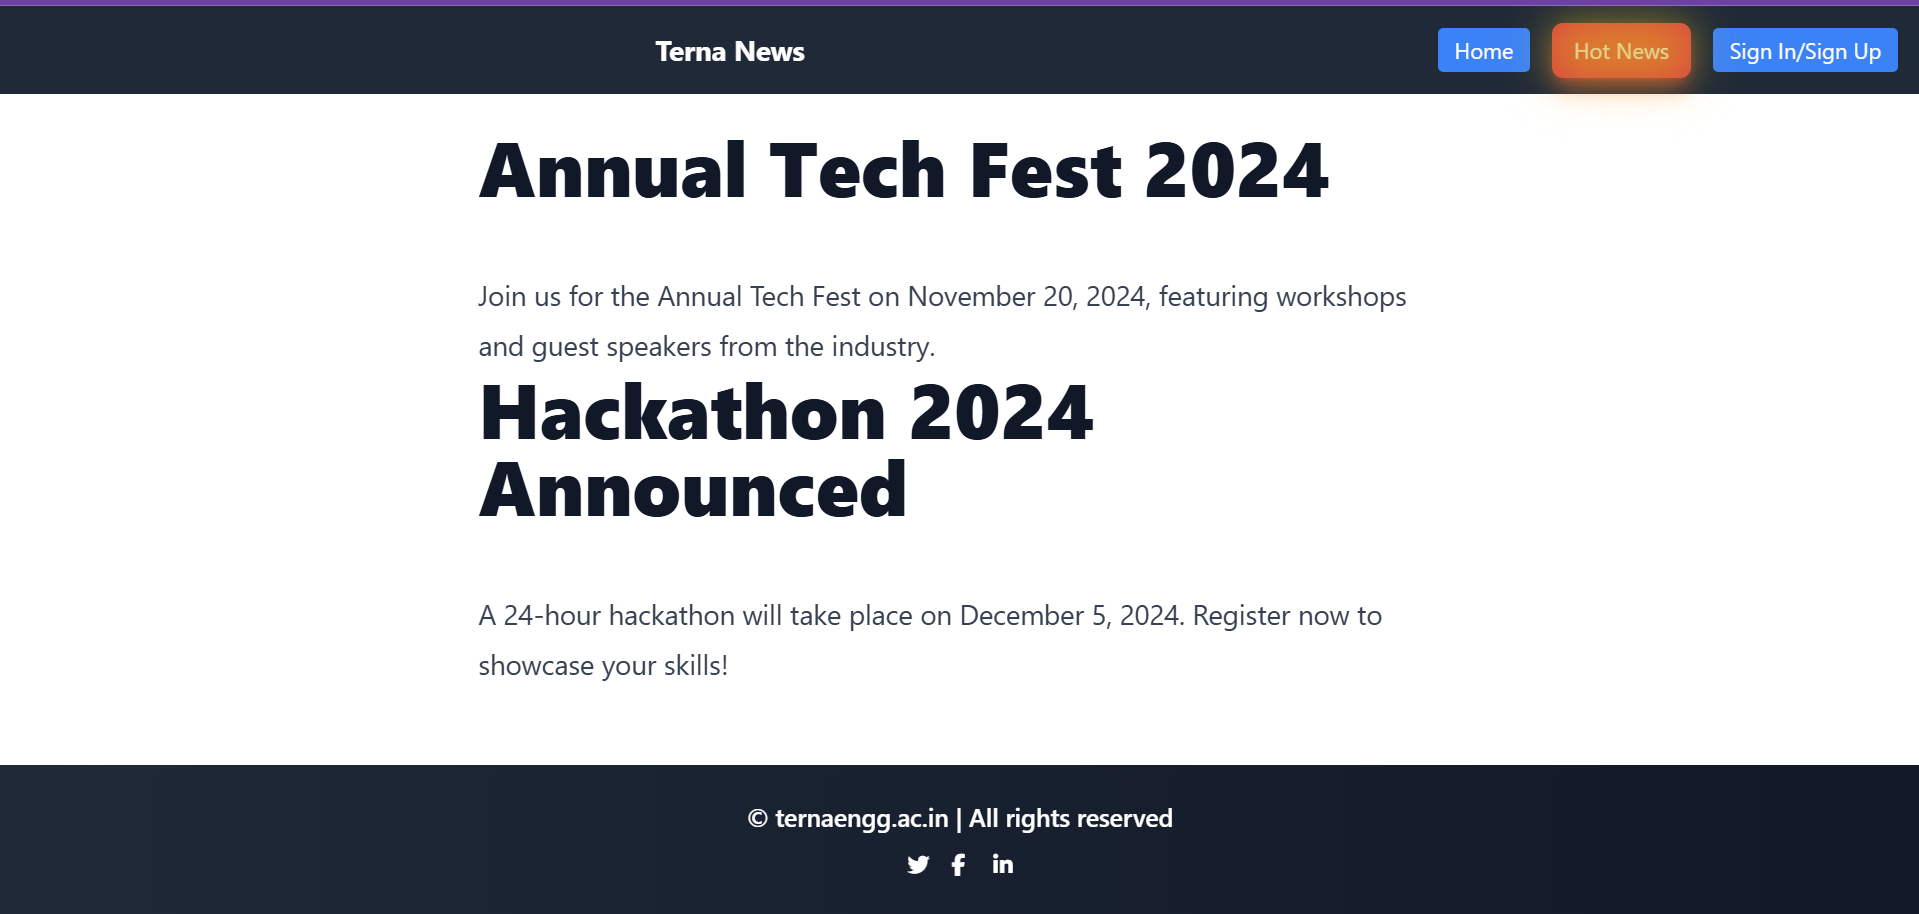 Terna News
Home
Hot News
Sign In/Sign Up
Annual Tech Fest 2024
Join us for the Annual Tech Fest on November 20, 2024, featuring workshops
and guest speakers from the industry.
Hackathon 2024
Announced
A 24-hour hackathon will take place on December 5, 2024. Register now to
showcase your skills!
© ternaengg.ac.in | All rights reserved